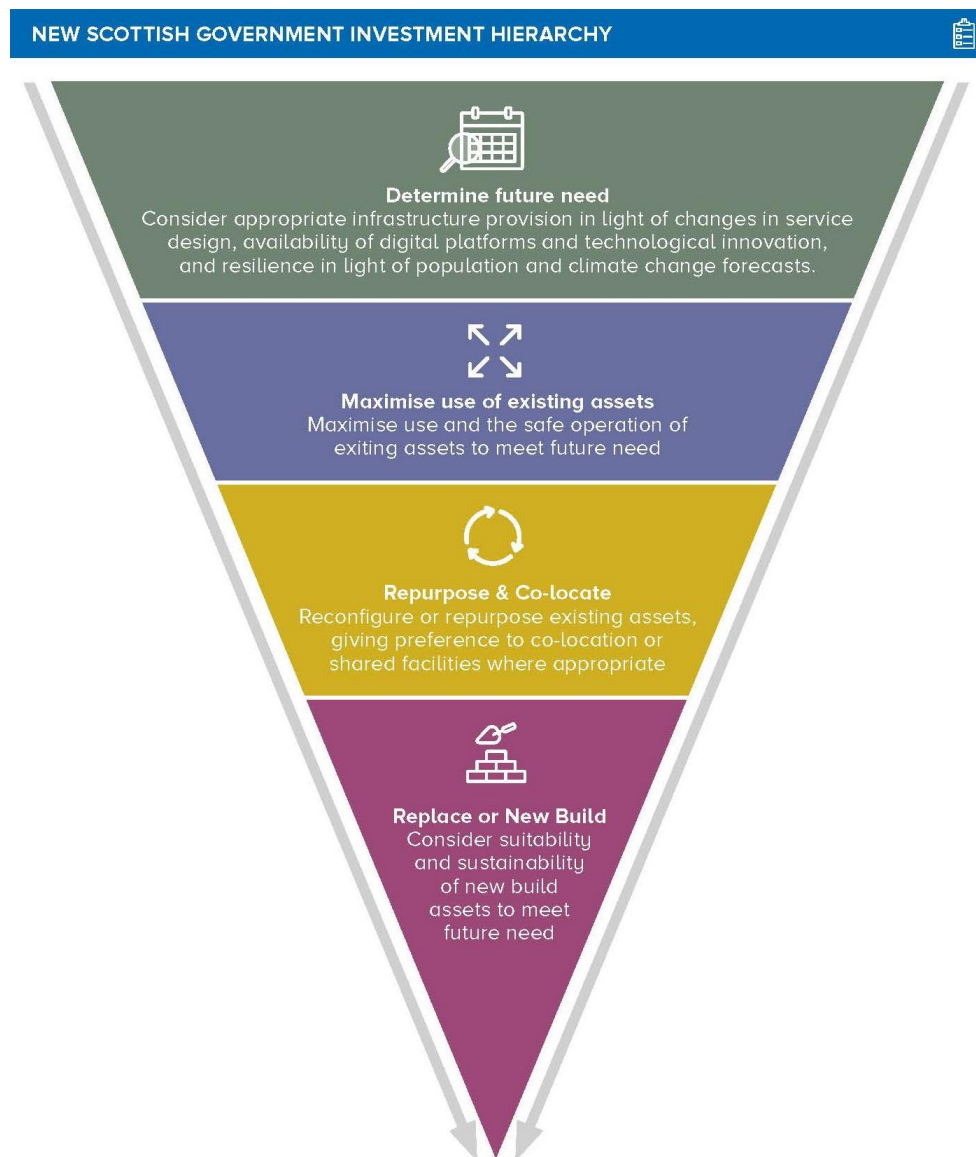 NEW SCOTTISH GOVERNMENT INVESTMENT HIERARCHY
Determine future need
Consider appropriate infrastructure provision in light of changes in service
design, availability of digital platforms and technological innovation,
and resilience in light of population and climate change forecasts.
Maximise use of existing assets
Maximise use and the safe operation of
exiting assets to meet future need
Repurpose & Co-locate
Reconfigure or repurpose existing assets,
giving preference to co-location or
shared facilities where appropriate
Replace or New Build
Consider suitability
and sustainability
of new build
assets to meet
future need